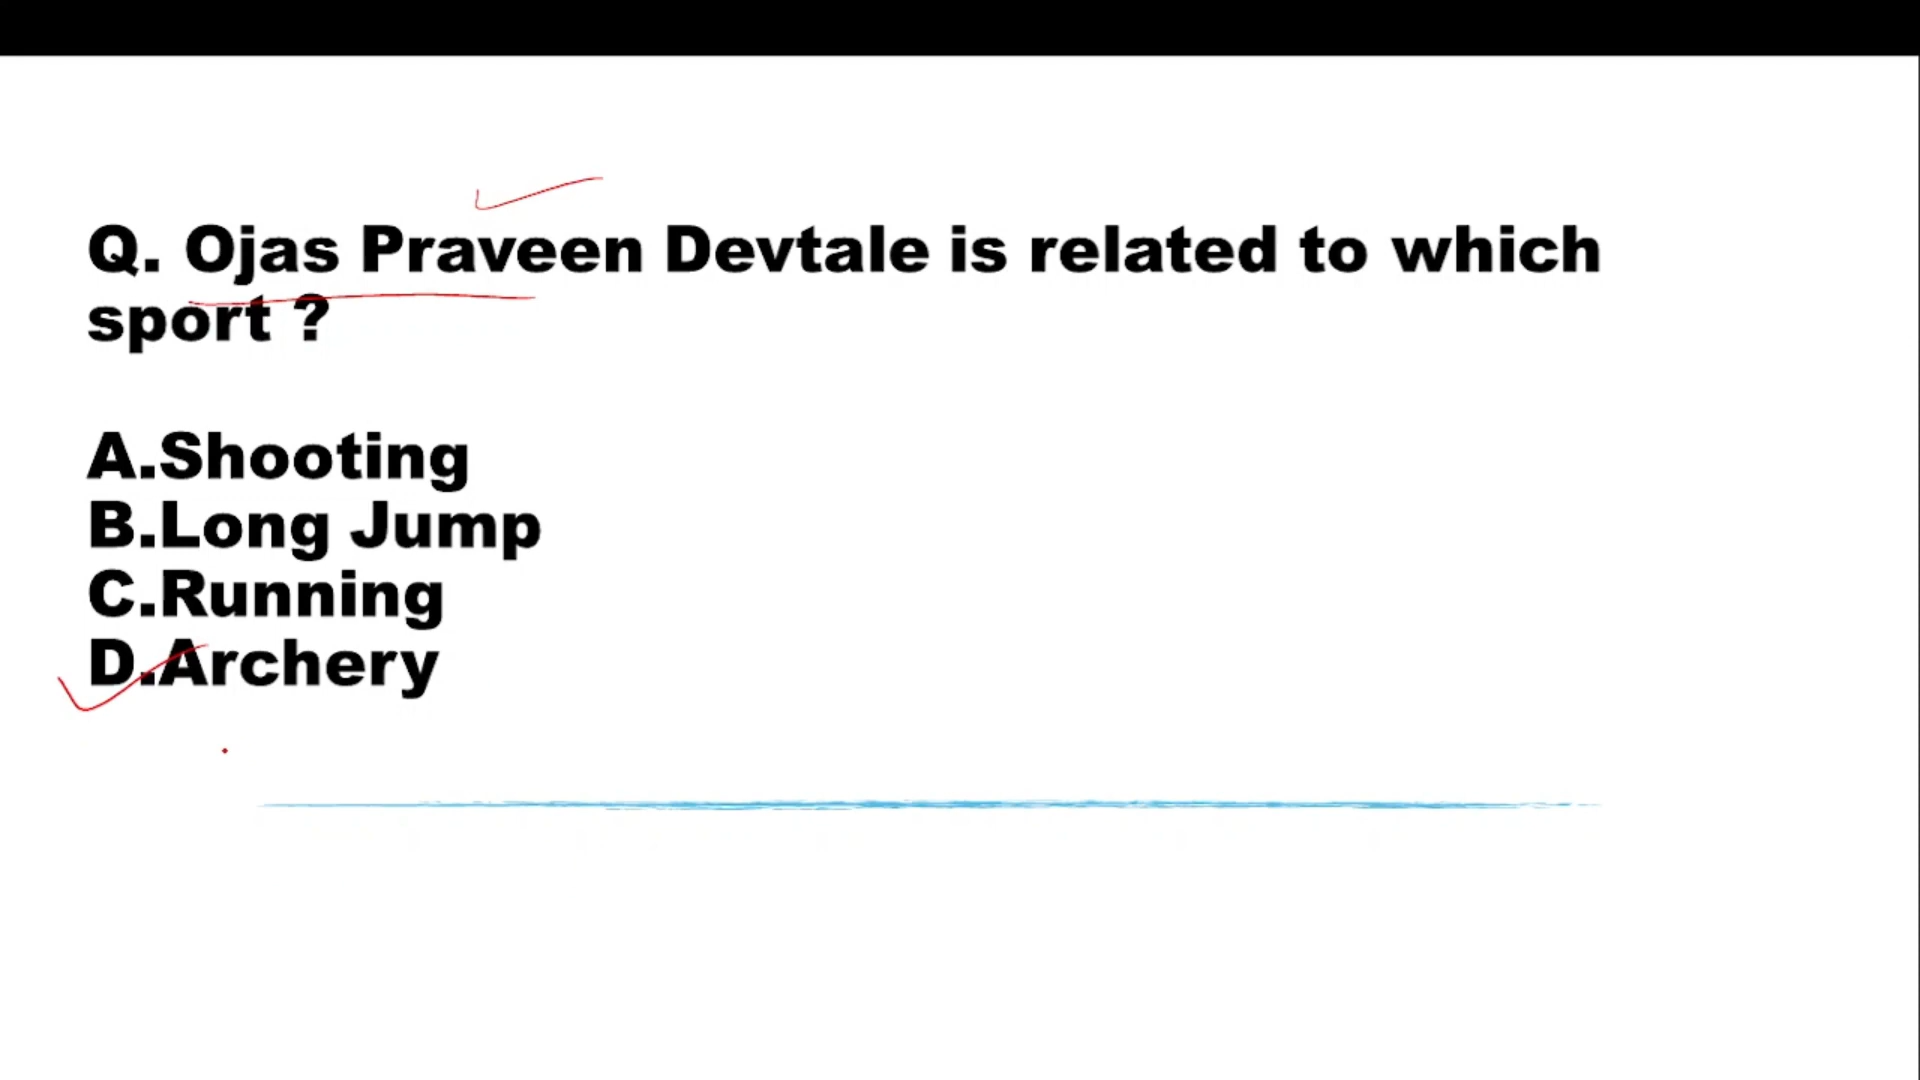 Q. Ojas Praveen Devtale is related to which
sport ?
A.Shooting
B.Long Jump
C.Running
D.Archery